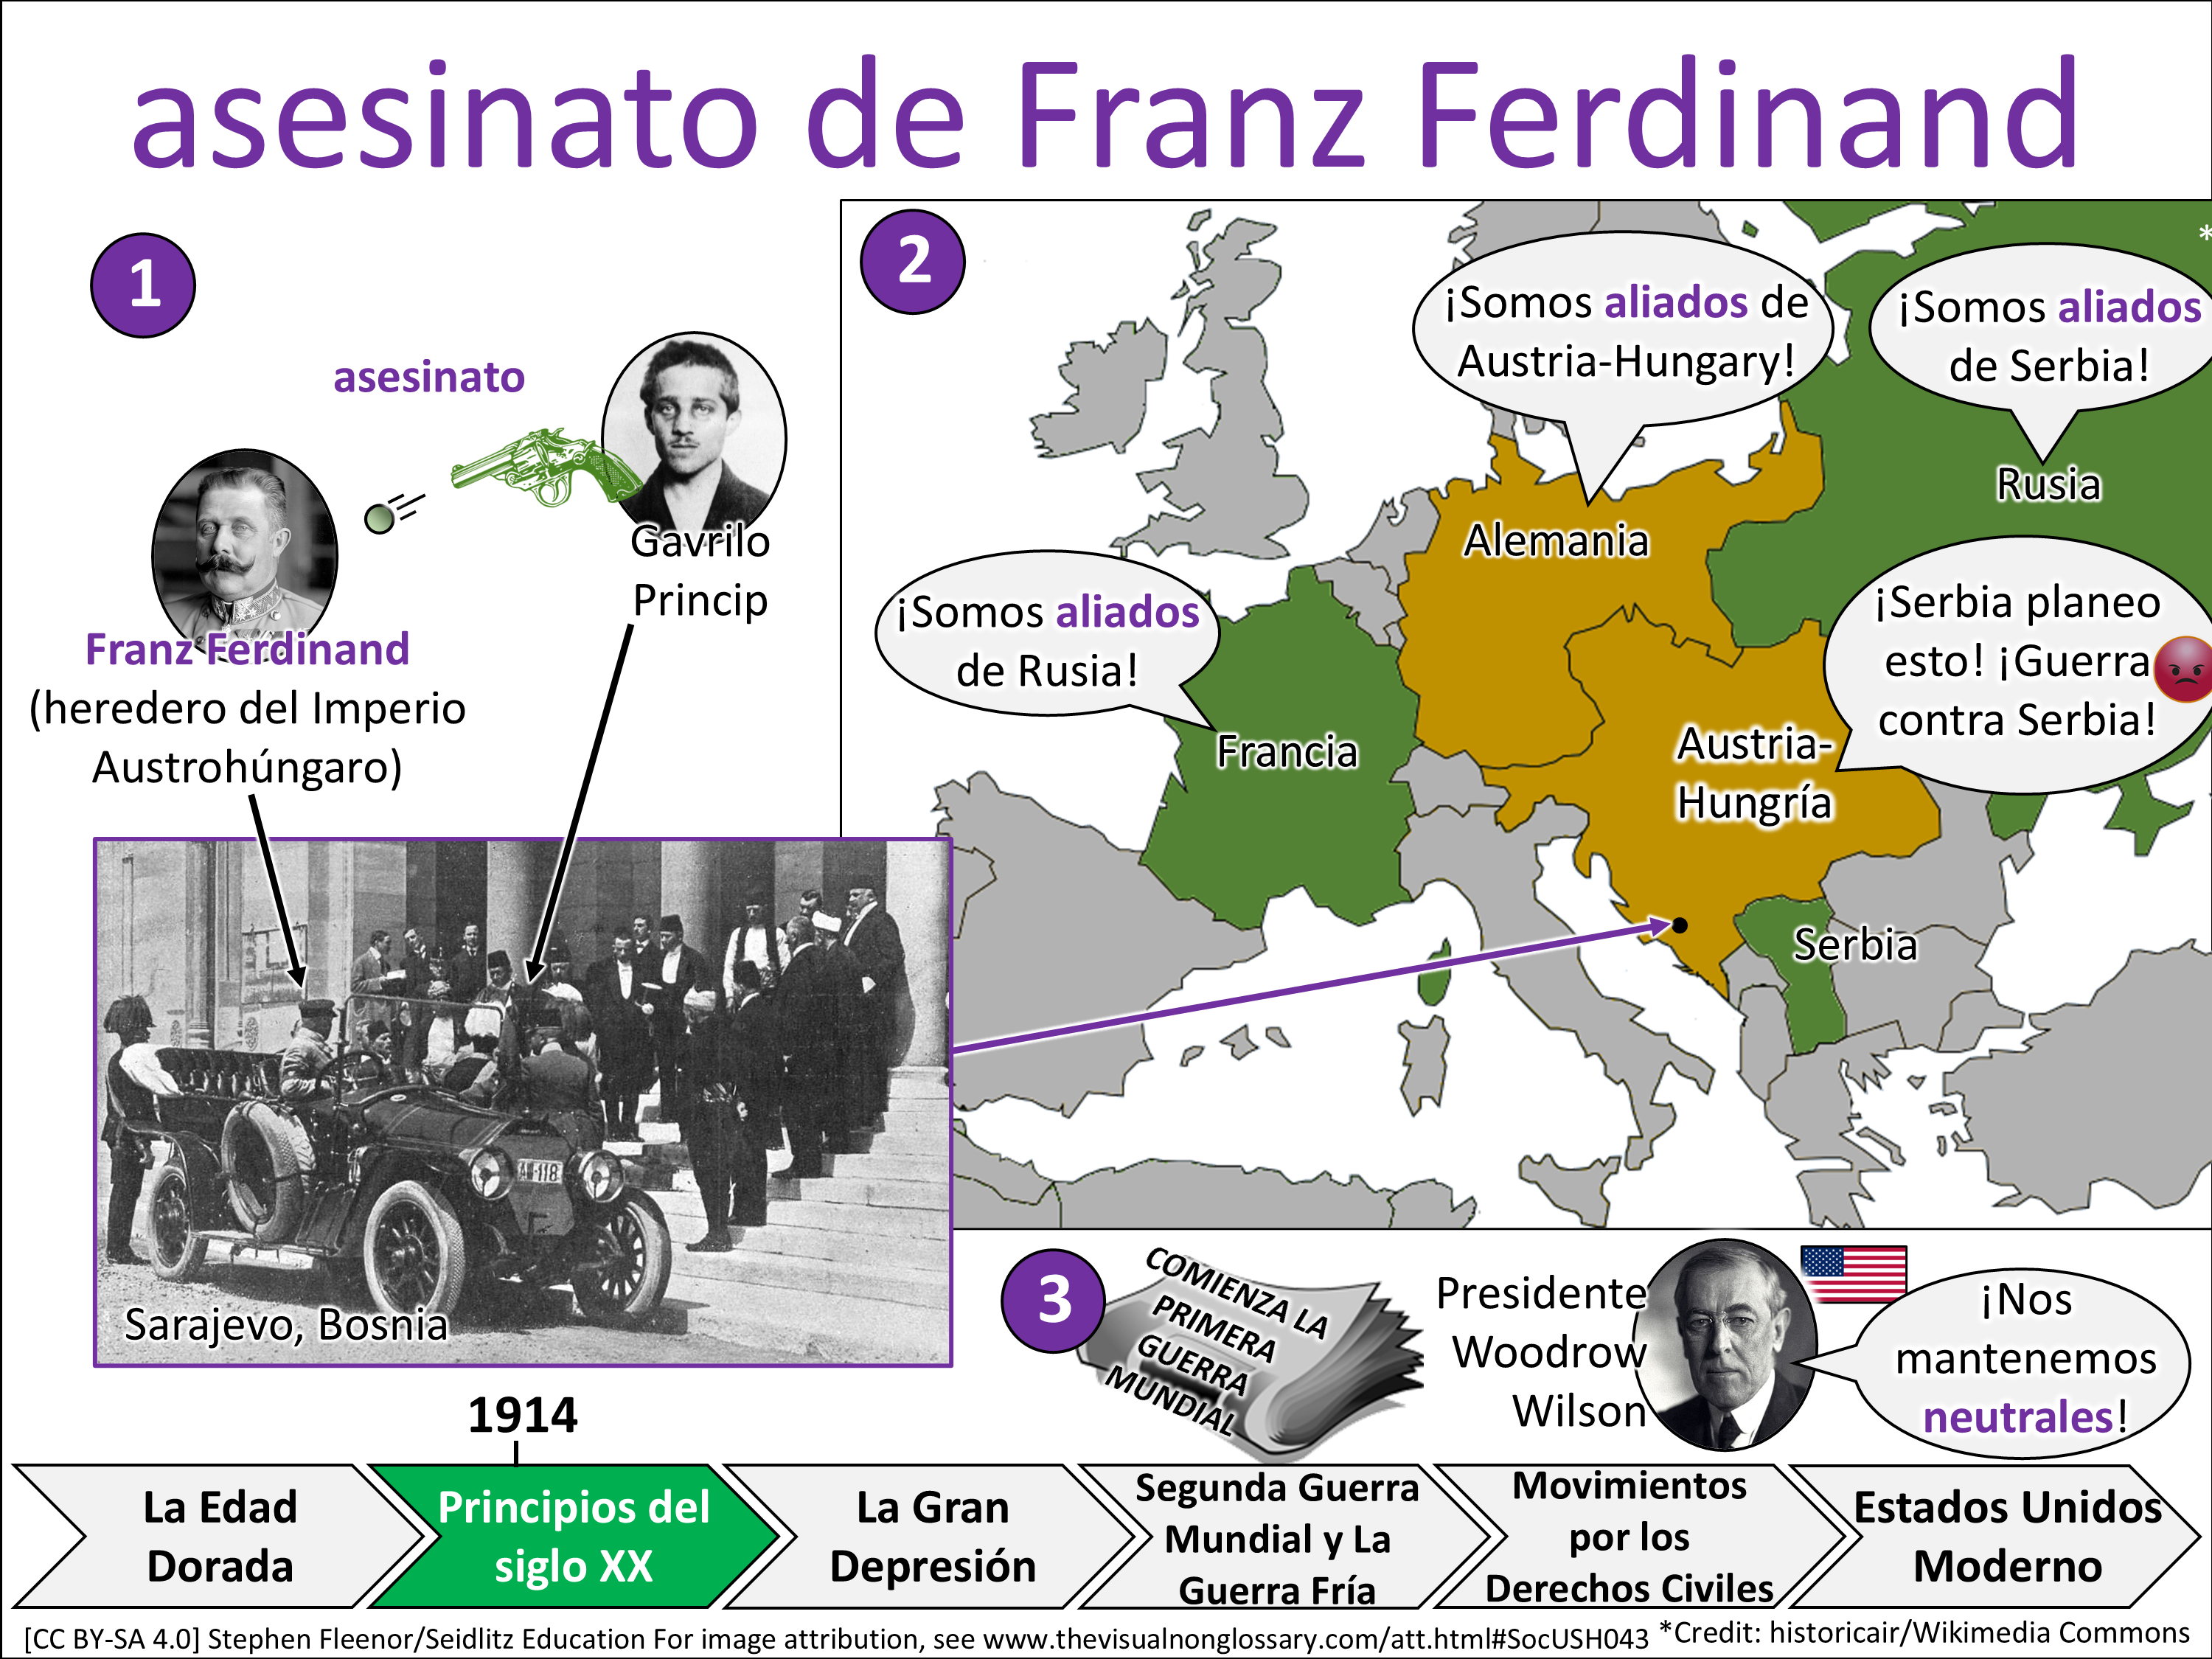 asesinato de Franz Ferdinand
1
asesinato
Gavrilo
Princip
Franz Ferdinand
(heredero del Imperio
Austrohúngaro)
A III-118
Sarajevo, Bosnia
2
*
¡Somos aliados de
Austria-Hungary!
¡Somos aliados
de Serbia!
Rusia
Alemania
¡Somos aliados
de Rusia!
Francia
¡Serbia planeo
esto! ¡Guerra
contra Serbia!
Austria-
Hungría
Serbia
3
COMIENZA LA
PRIMERA
GUERRA
MUNDIAL
Presidente
Woodrow
Wilson
¡Nos
mantenemos
neutrales!
1914
La Edad
Dorada
Principios del
siglo XX
La Gran
Depresión
Segunda Guerra
Mundial y La
Guerra Fría
Movimientos
por los
Derechos Civiles
Estados Unidos
Moderno
[CC BY-SA 4.0] Stephen Fleenor/Seidlitz Education For image attribution, see www.thevisualnonglossary.com/att.html#SocUSH043 *Credit: historicair/Wikimedia Commons